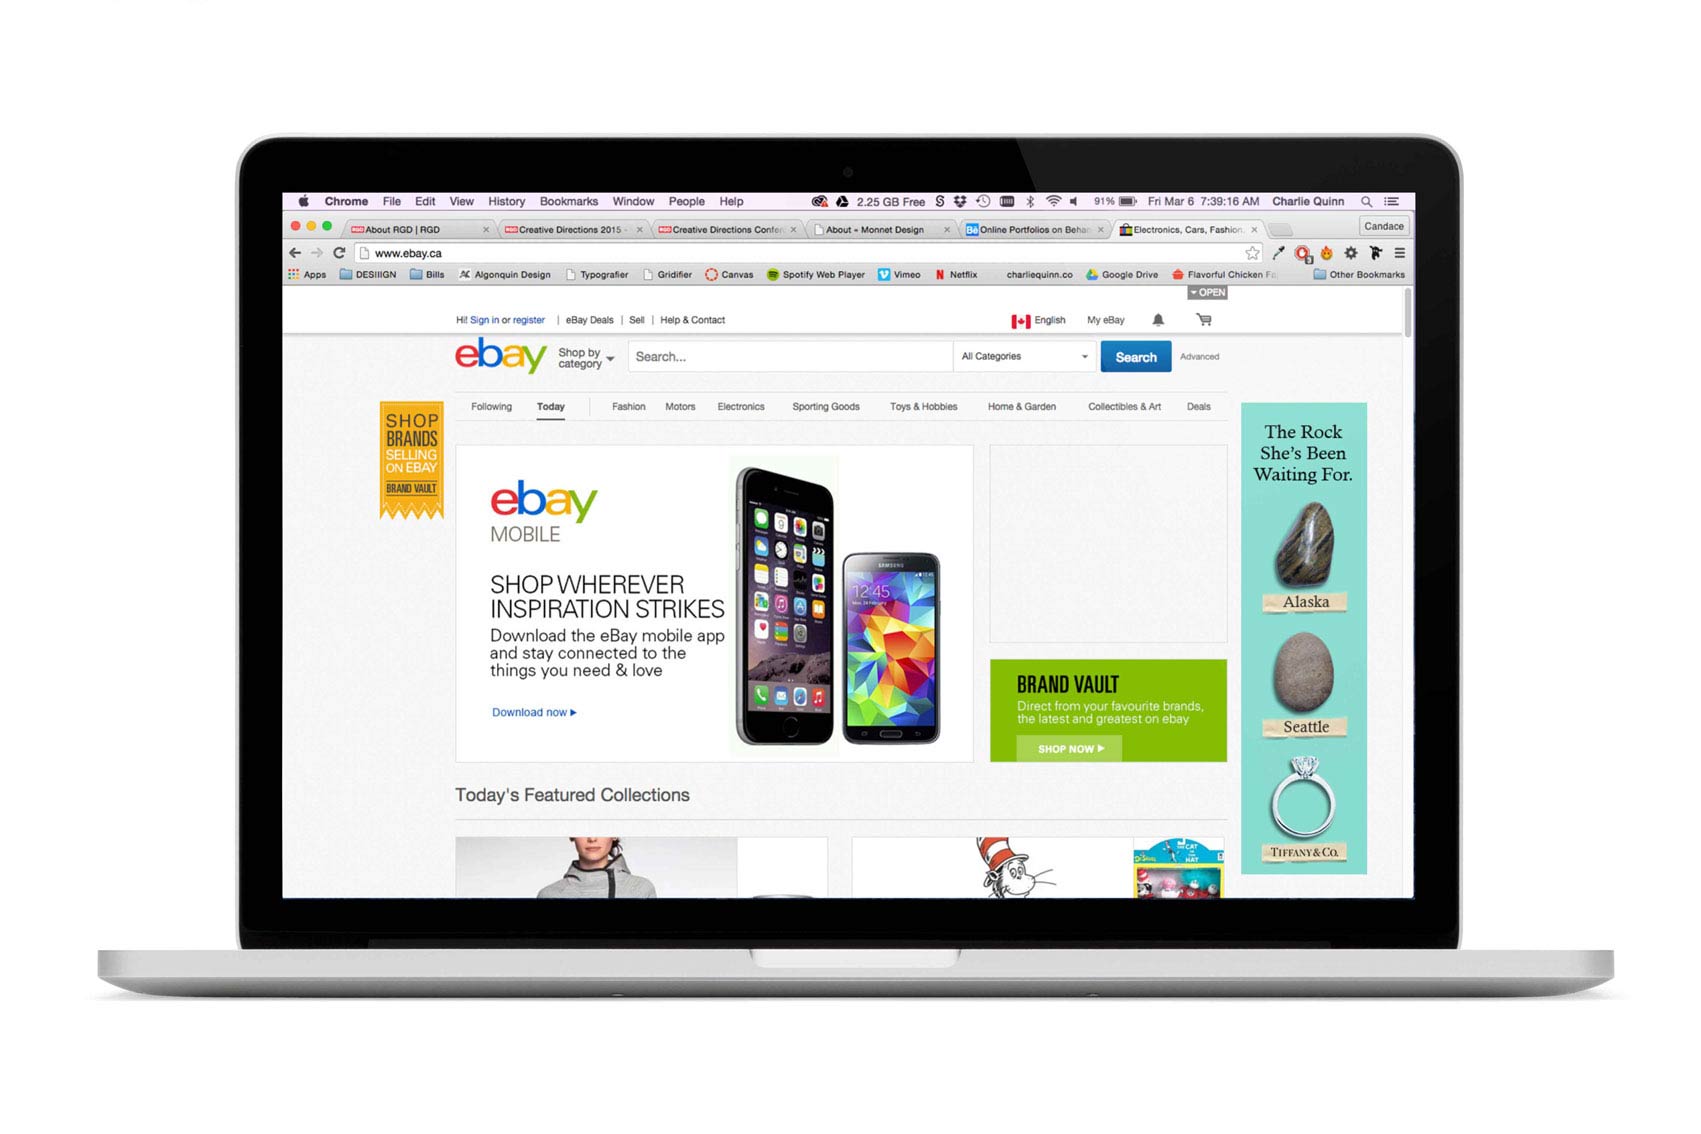 Chrome File Edit View History Bookmarks Window People Help 2.25 GB Free 91% Fri Mar 6 7:39:16 AM Charlie Quinn
About RGD | RGD Creative Directions 2015 - Creative Directions Confer About « Monnet Design Online Portfolios on Behan Electronics, Cars, Fashion, Candace
www.ebay.ca
Apps DESIIIGN Bills Algonquin Design Typografier Gridifier Canvas Spotify Web Player Vimeo Netflix charliequinn.co Google Drive Flavorful Chicken Fa Other Bookmarks
OPEN
Hi! Sign in or register | eBay Deals | Sell | Help & Contact English My eBay
ebay Shop by category Search... All Categories Search Advanced
Following Today Fashion Motors Electronics Sporting Goods Toys & Hobbies Home & Garden Collectibles & Art Deals
SHOP
BRANDS
SELLING
ON EBAY
BRAND VAULT
ebay
MOBILE
SHOP WHEREVER
INSPIRATION STRIKES
Download the eBay mobile app
and stay connected to the
things you need & love
Download now
SAMSUNG
12:45
BRAND VAULT
Direct from your favourite brands,
the latest and greatest on ebay
SHOP NOW
The Rock
She's Been
Waiting For.
Alaska
Seattle
TIFFANY & CO.
Today's Featured Collections
THE CAT
IN THE
HAT